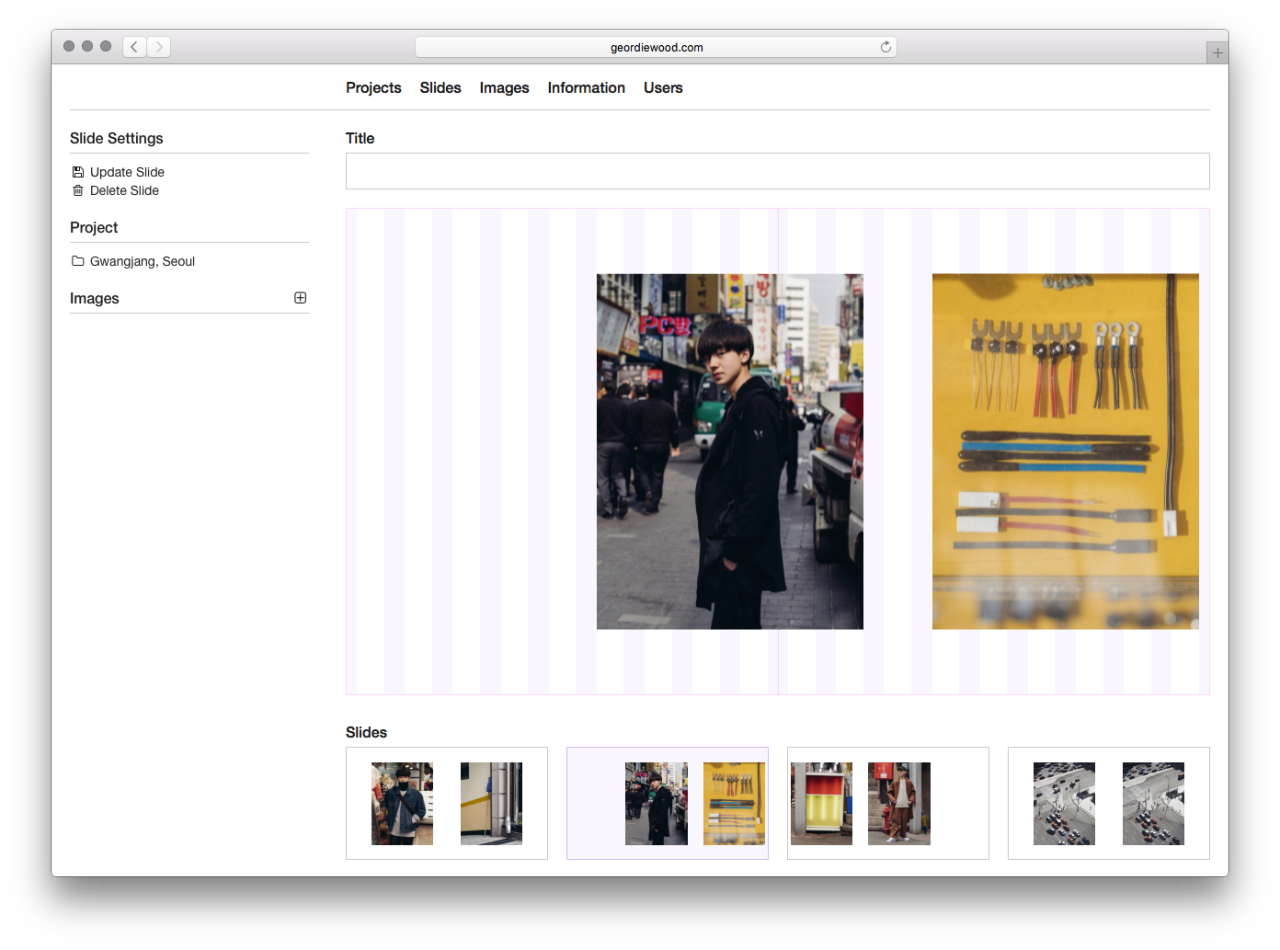 geordiewood.com
Projects Slides Images Information Users
Slide Settings
Update Slide
Delete Slide
Project
Gwangjang, Seoul
Images
Title
PC방
Slides